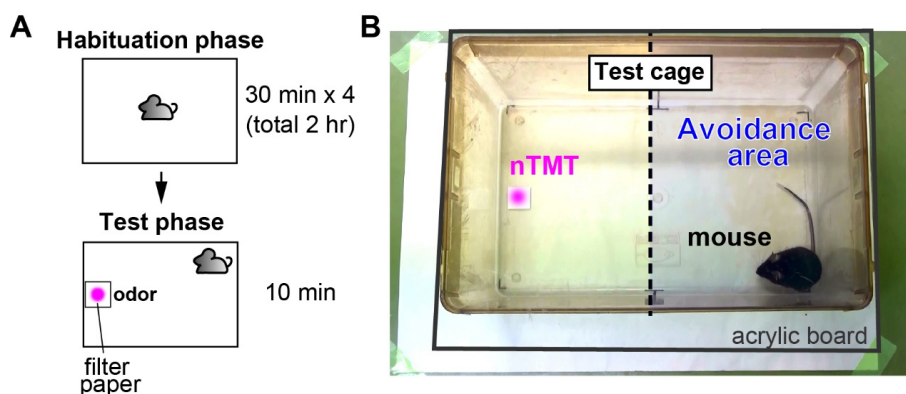 A
Habituation phase
30 min x 4
(total 2 hr)
Test phase
odor
10 min
filter
paper
B
Test cage
Avoidance
area
nTMT
mouse
acrylic board